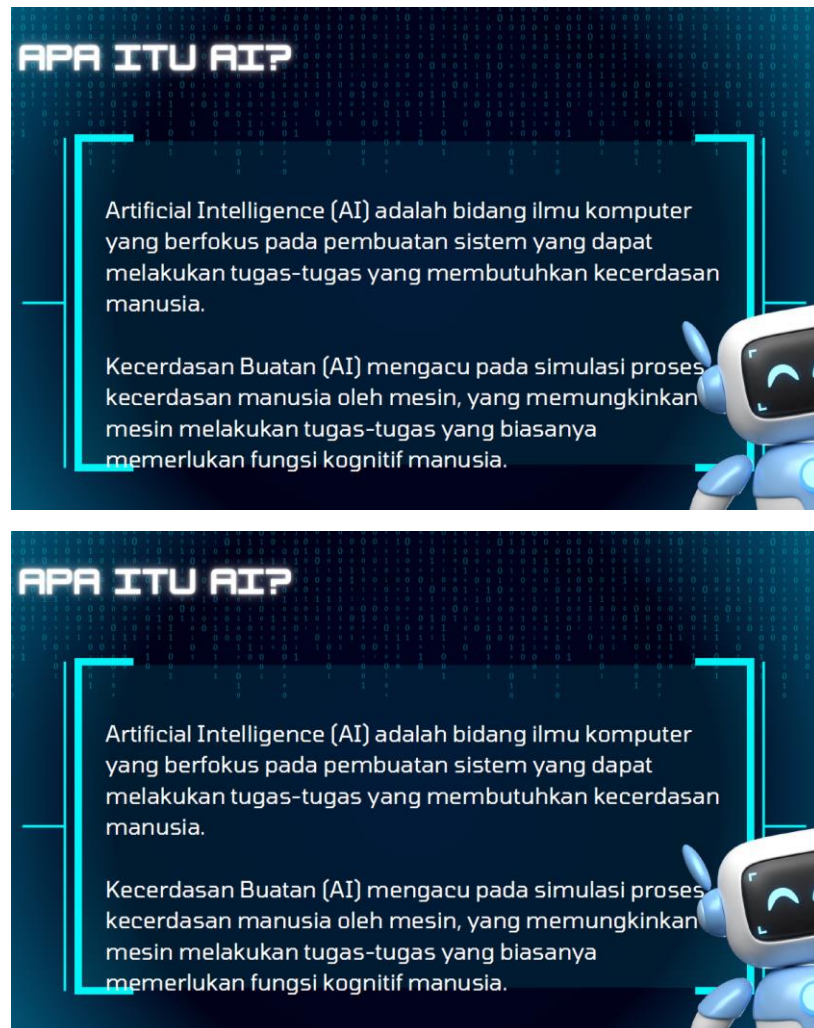 APA ITU AI?
Artificial Intelligence (AI) adalah bidang ilmu komputer
yang berfokus pada pembuatan sistem yang dapat
melakukan tugas-tugas yang membutuhkan kecerdasan
manusia.
Kecerdasan Buatan (AI) mengacu pada simulasi proses
kecerdasan manusia oleh mesin, yang memungkinkan
mesin melakukan tugas-tugas yang biasanya
memerlukan fungsi kognitif manusia.
APA ITU AI?
Artificial Intelligence (AI) adalah bidang ilmu komputer
yang berfokus pada pembuatan sistem yang dapat
melakukan tugas-tugas yang membutuhkan kecerdasan
manusia.
Kecerdasan Buatan (AI) mengacu pada simulasi proses
kecerdasan manusia oleh mesin, yang memungkinkan
mesin melakukan tugas-tugas yang biasanya
memerlukan fungsi kognitif manusia.